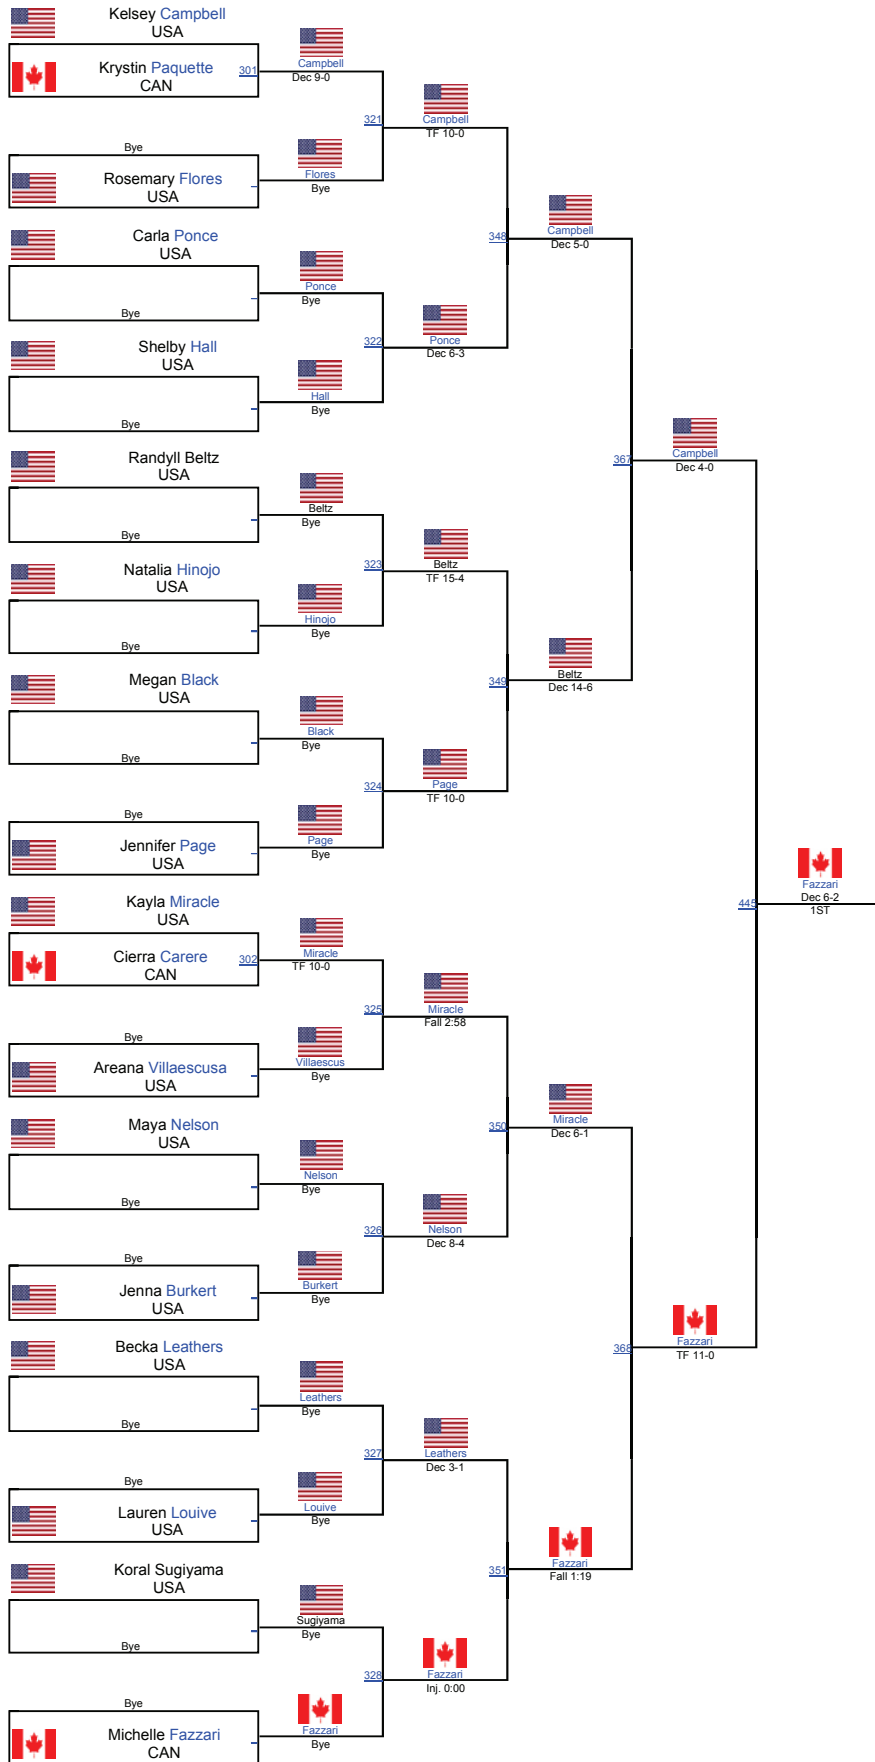 Kelsey Campbell
USA
Krystin Paquette
CAN
301
Campbell
Dec 9-0
321
Campbell
TF 10-0
Bye
Rosemary Flores
USA
Flores
Bye
348
Campbell
Dec 5-0
Carla Ponce
USA
Bye
Ponce
Bye
322
Ponce
Dec 6-3
Shelby Hall
USA
Bye
Hall
Bye
367
Campbell
Dec 4-0
Randyll Beltz
USA
Bye
Beltz
Bye
323
Beltz
TF 15-4
Natalia Hinojo
USA
Bye
Hinojo
Bye
349
Beltz
Dec 14-6
Megan Black
USA
Bye
Black
Bye
324
Page
TF 10-0
Bye
Jennifer Page
USA
Page
Bye
445
Fazzari
Dec 6-2
1ST
Kayla Miracle
USA
Cierra Carere
CAN
302
Miracle
TF 10-0
325
Miracle
Fall 2:58
Bye
Areana Villaescusa
USA
Villaescus
Bye
350
Miracle
Dec 6-1
Maya Nelson
USA
Bye
Nelson
Bye
326
Nelson
Dec 8-4
Bye
Jenna Burkert
USA
Burkert
Bye
368
Fazzari
TF 11-0
Becka Leathers
USA
Bye
Leathers
Bye
327
Leathers
Dec 3-1
Bye
Lauren Louive
USA
Louive
Bye
351
Fazzari
Fall 1:19
Koral Sugiyama
USA
Bye
Sugiyama
Bye
328
Fazzari
Inj. 0:00
Bye
Michelle Fazzari
CAN
Fazzari
Bye